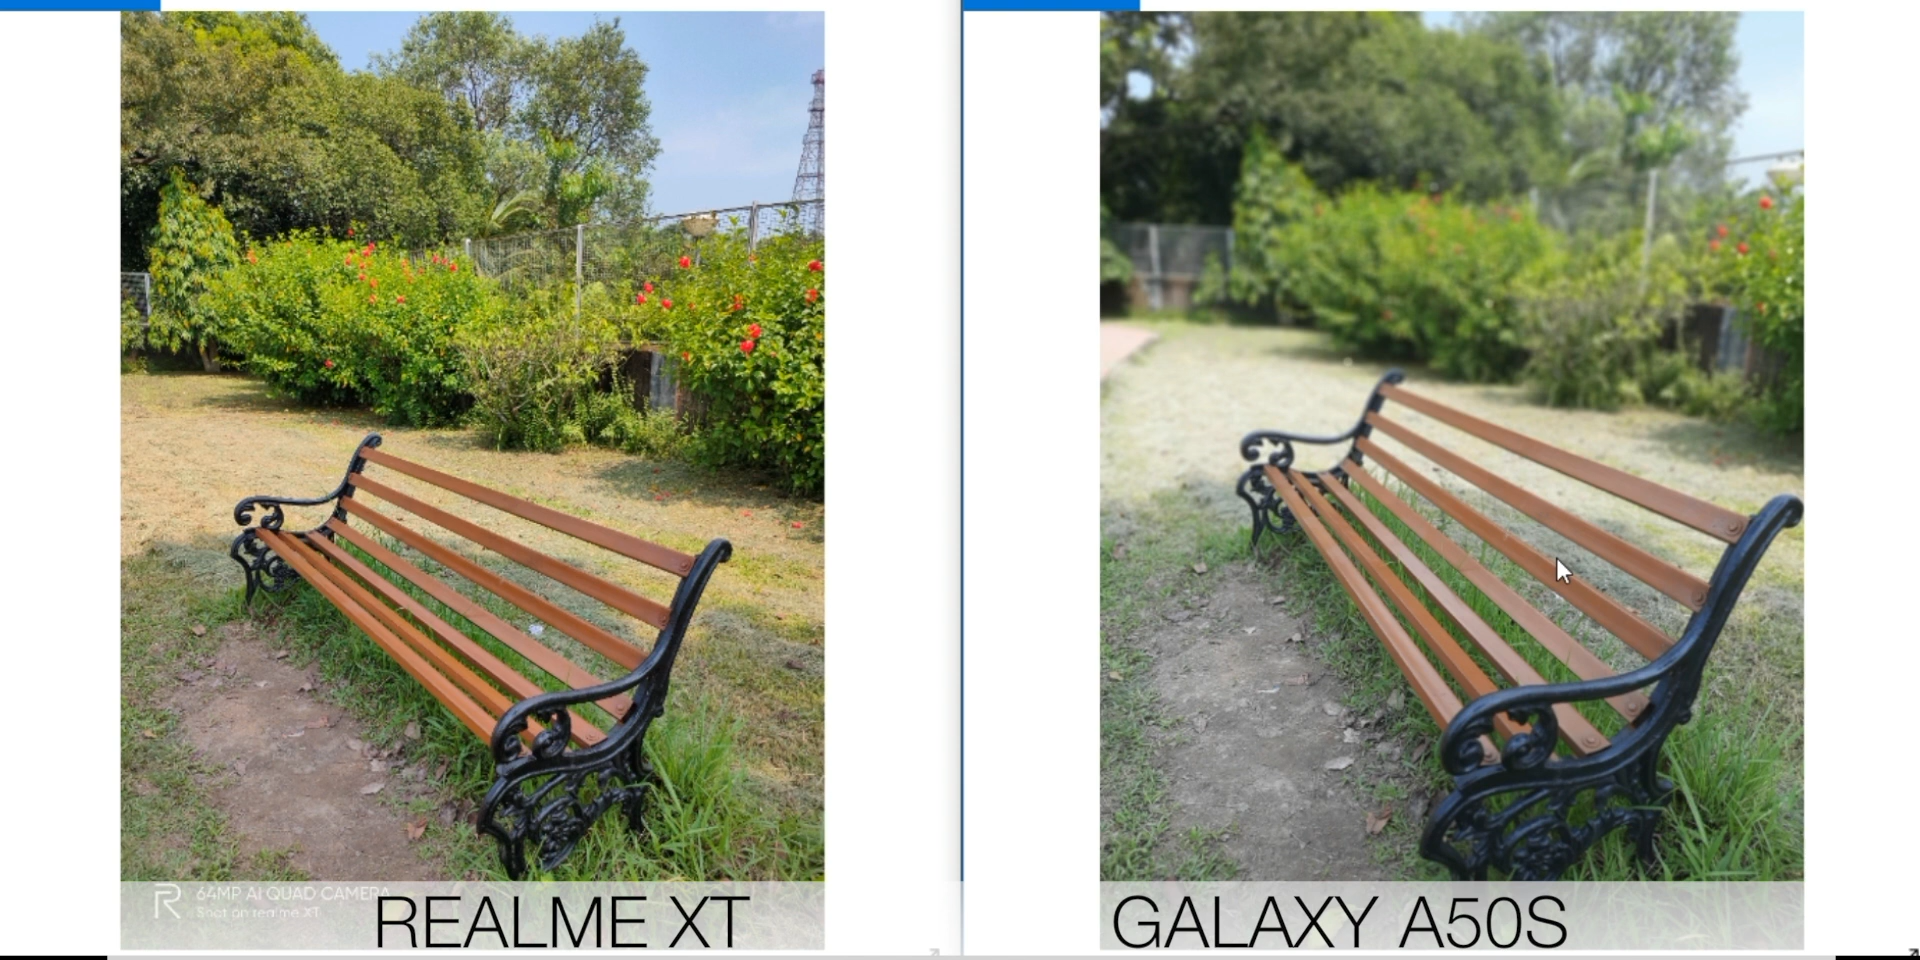 64MP AI QUAD CAMERA
Shot on realme XT
REALME XT
GALAXY A50S